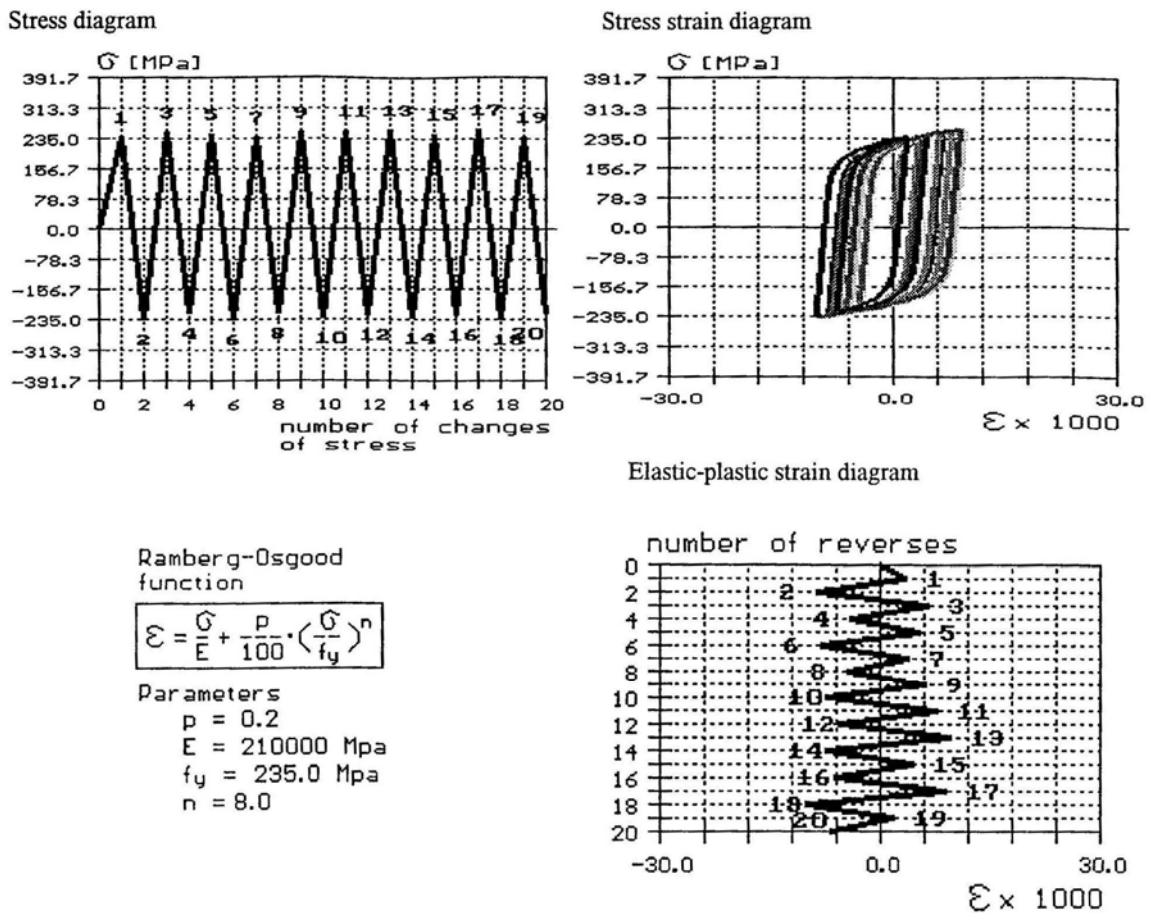 Stress diagram
σ [MPa]
391.7
313.3
235.0
156.7
78.3
0.0
-78.3
-156.7
-235.0
-313.3
-391.7
1 3 5 7 9 11 13 15 17 19
2 4 6 8 10 12 14 16 18 20
0 2 4 6 8 10 12 14 16 18 20
number of changes
of stress
Stress strain diagram
σ [MPa]
391.7
313.3
235.0
156.7
78.3
0.0
-78.3
-156.7
-235.0
-313.3
-391.7
-30.0 0.0 30.0
ε x 1000
Ramberg-Osgood
function
ε = σ/E + p/100 · (σ/fy)^n
Parameters
p = 0.2
E = 210000 Mpa
fy = 235.0 Mpa
n = 8.0
Elastic-plastic strain diagram
number of reverses
0
2
4
6
8
10
12
14
16
18
20
1
2
3
4
5
6
7
8
9
10
11
12
13
14
15
16
17
18
19
20
-30.0 0.0 30.0
ε x 1000